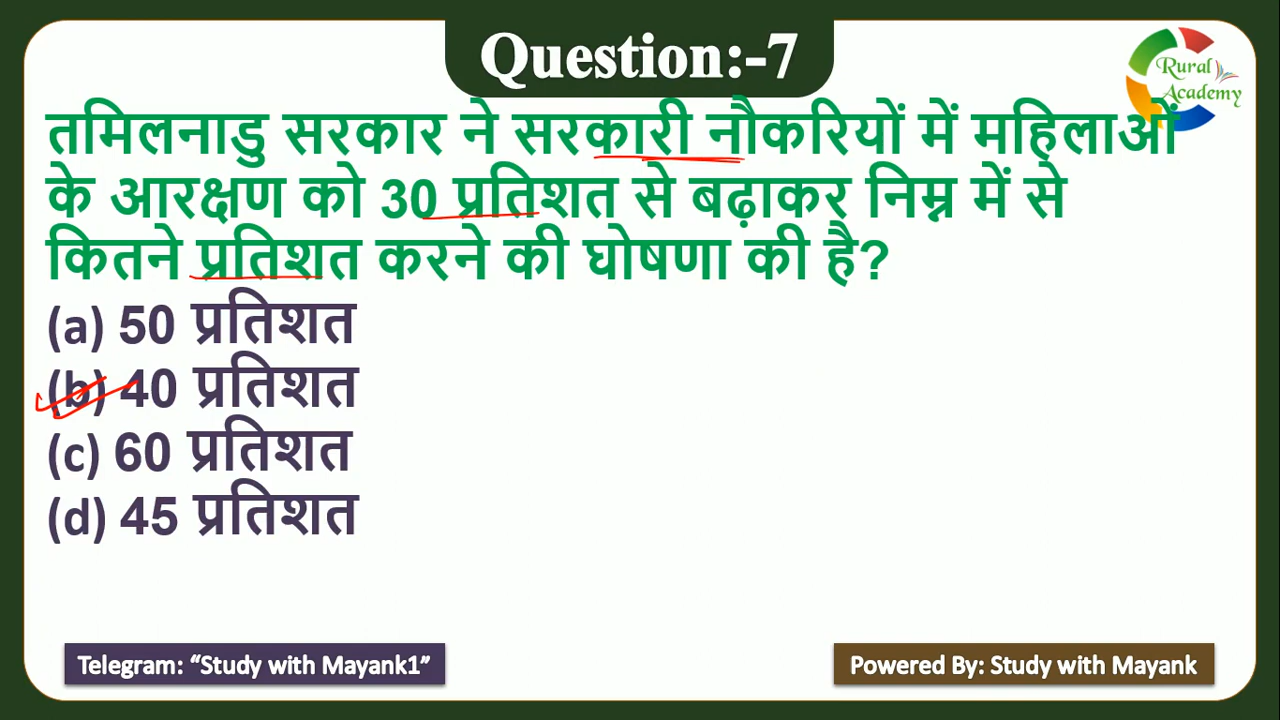 Question:-7
Rural
Academy
तमिलनाडु सरकार ने सरकारी नौकरियों में महिलाओं
के आरक्षण को 30 प्रतिशत से बढ़ाकर निम्न में से
कितने प्रतिशत करने की घोषणा की है?
(a) 50 प्रतिशत
(b) 40 प्रतिशत
(c) 60 प्रतिशत
(d) 45 प्रतिशत
Telegram: “Study with Mayank1”
Powered By: Study with Mayank